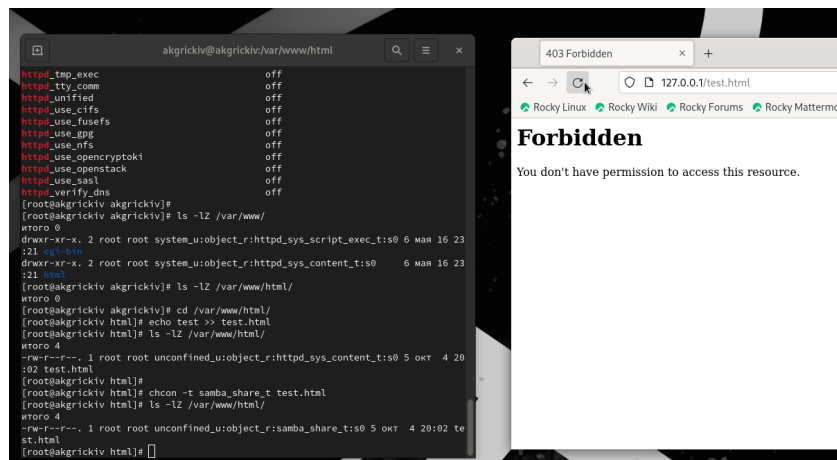 akgrickiv@akgrickiv:/var/www/html
httpd_tmp_exec off
httpd_tty_comm off
httpd_unified off
httpd_use_cifs off
httpd_use_fusefs off
httpd_use_gpg off
httpd_use_nfs off
httpd_use_opencryptoki off
httpd_use_openstack off
httpd_use_sasl off
httpd_verify_dns off
[root@akgrickiv akgrickiv]#
[root@akgrickiv akgrickiv]# ls -lZ /var/www/
итого 0
drwxr-xr-x. 2 root root system_u:object_r:httpd_sys_script_exec_t:s0 6 мая 16 23
:21 cgi-bin
drwxr-xr-x. 2 root root system_u:object_r:httpd_sys_content_t:s0 6 мая 16 23
:21 html
[root@akgrickiv akgrickiv]# ls -lZ /var/www/html/
итого 0
[root@akgrickiv akgrickiv]# cd /var/www/html/
[root@akgrickiv html]# echo test >> test.html
[root@akgrickiv html]# ls -lZ /var/www/html/
итого 4
-rw-r--r--. 1 root root unconfined_u:object_r:httpd_sys_content_t:s0 5 окт  4 20
:02 test.html
[root@akgrickiv html]#
[root@akgrickiv html]# chcon -t samba_share_t test.html
[root@akgrickiv html]# ls -lZ /var/www/html/
итого 4
-rw-r--r--. 1 root root unconfined_u:object_r:samba_share_t:s0 5 окт  4 20:02 te
st.html
[root@akgrickiv html]#
403 Forbidden
127.0.0.1/test.html
Rocky Linux Rocky Wiki Rocky Forums Rocky Mattermo
Forbidden
You don't have permission to access this resource.